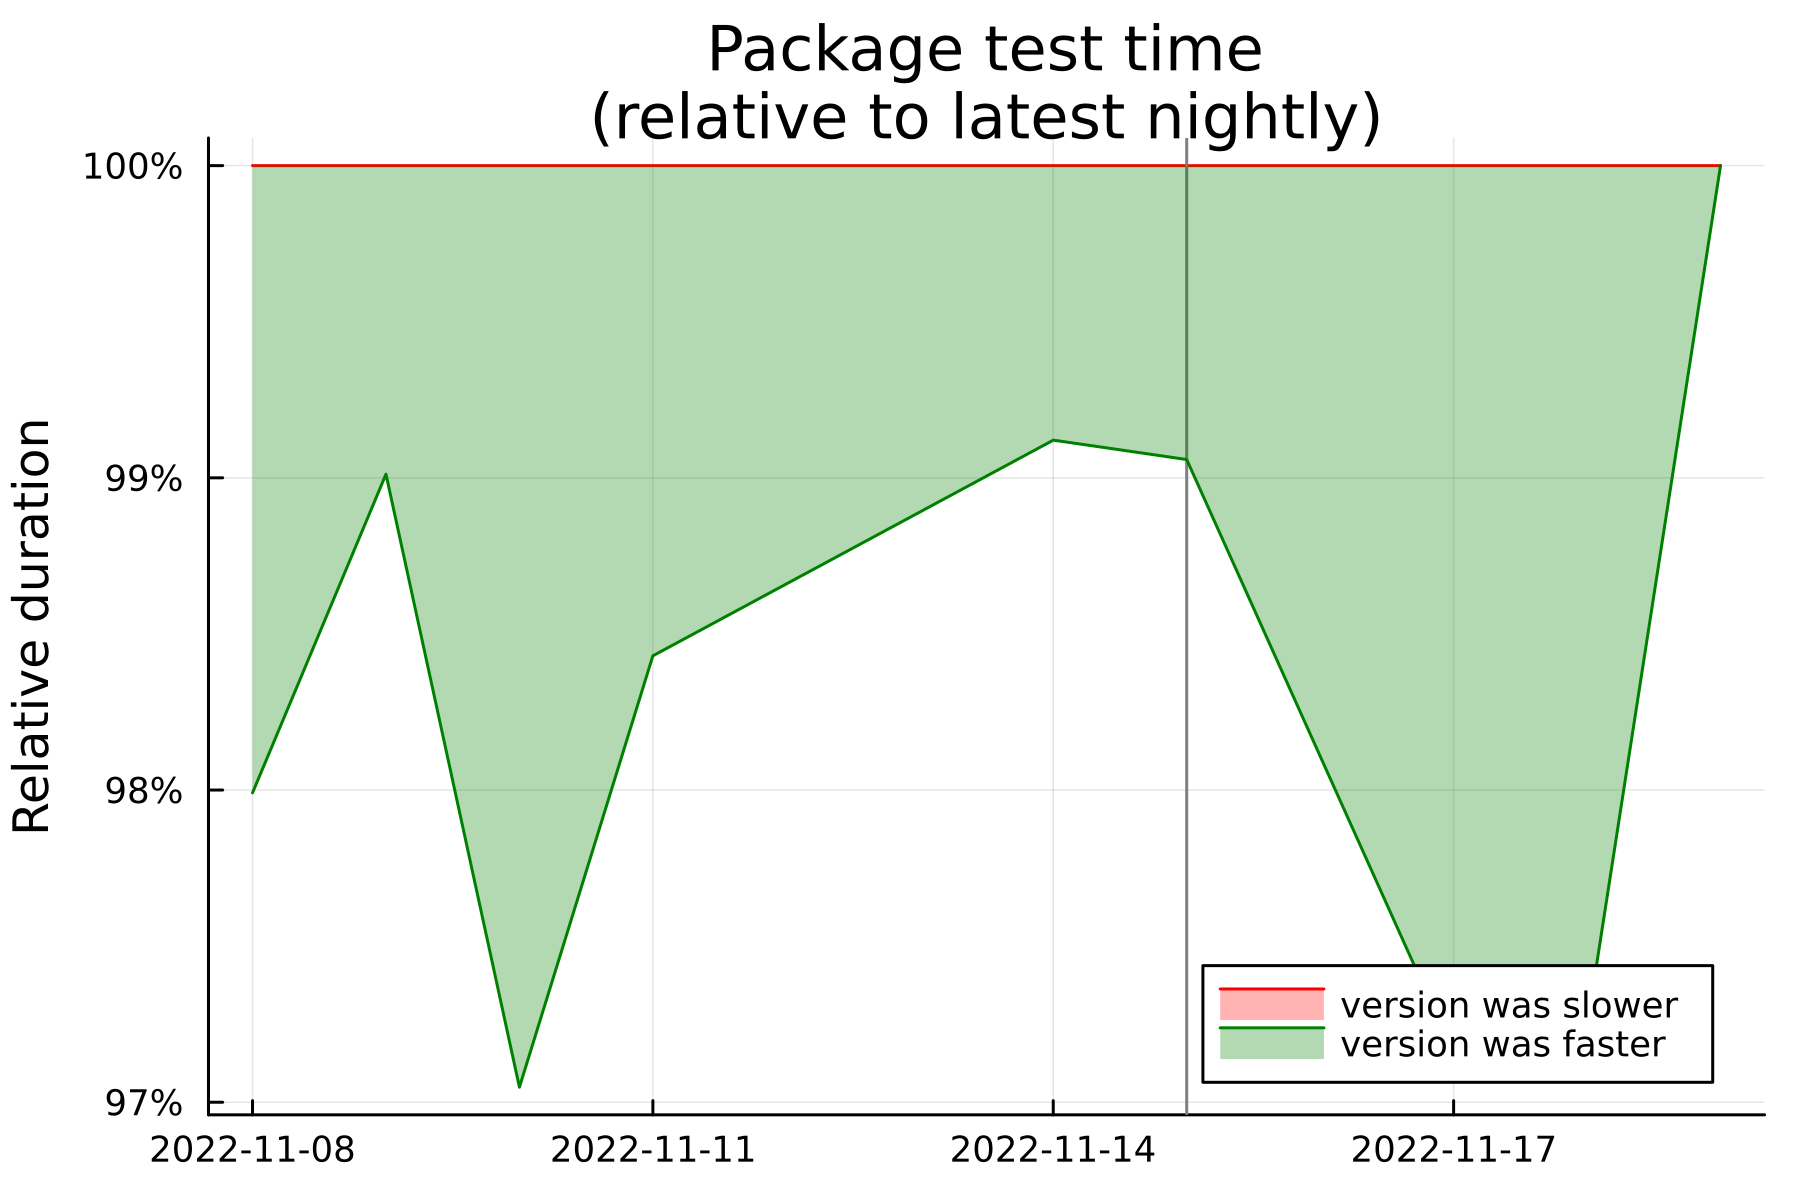 Package test time
(relative to latest nightly)
Relative duration
100%
99%
98%
97%
version was slower
version was faster
2022-11-08
2022-11-11
2022-11-14
2022-11-17